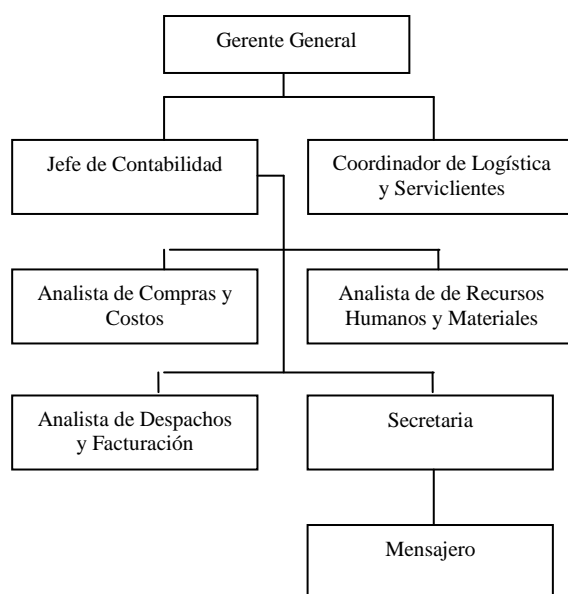 Gerente General
Jefe de Contabilidad
Coordinador de Logística
y Serviclientes
Analista de Compras y
Costos
Analista de de Recursos
Humanos y Materiales
Analista de Despachos
y Facturación
Secretaria
Mensajero